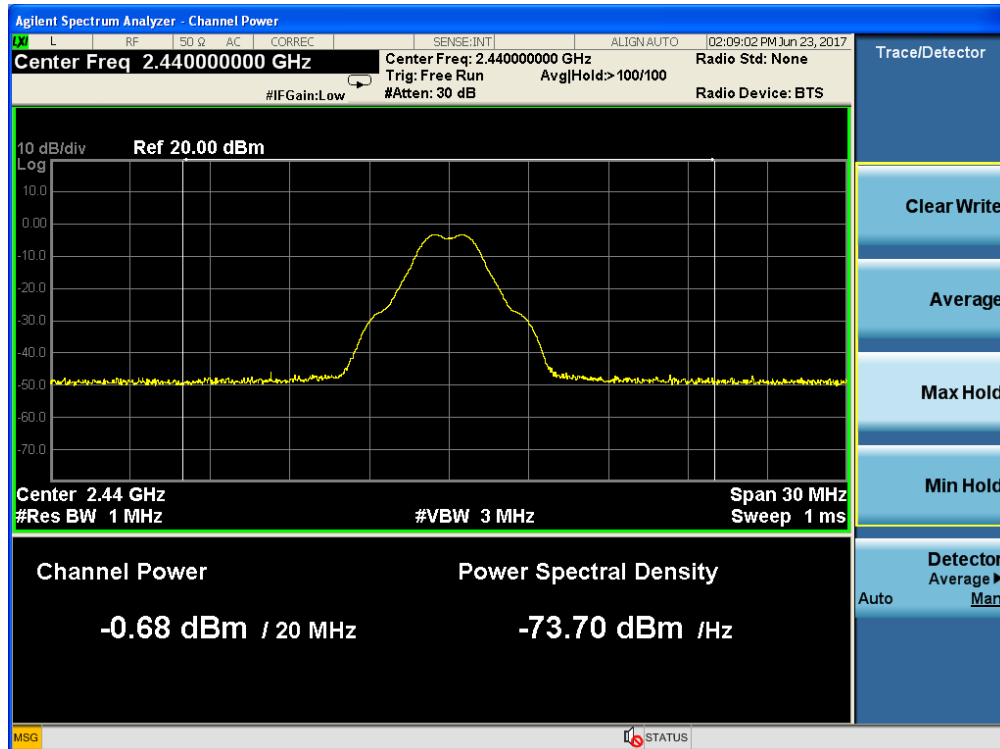 Agilent Spectrum Analyzer - Channel Power
LXI L RF 50 Ω AC CORREC SENSE:INT ALIGN AUTO 02:09:02 PM Jun 23, 2017
Center Freq 2.440000000 GHz
Center Freq: 2.440000000 GHz Radio Std: None
Trig: Free Run Avg|Hold:> 100/100
#IFGain:Low #Atten: 30 dB Radio Device: BTS
10 dB/div Ref 20.00 dBm
Log
10.0
0.00
-10.0
-20.0
-30.0
-40.0
-50.0
-60.0
-70.0
Center 2.44 GHz Span 30 MHz
#Res BW 1 MHz #VBW 3 MHz Sweep 1 ms
Channel Power Power Spectral Density
-0.68 dBm / 20 MHz -73.70 dBm /Hz
Trace/Detector
Clear Write
Average
Max Hold
Min Hold
Detector
Average
Auto Man
MSG STATUS